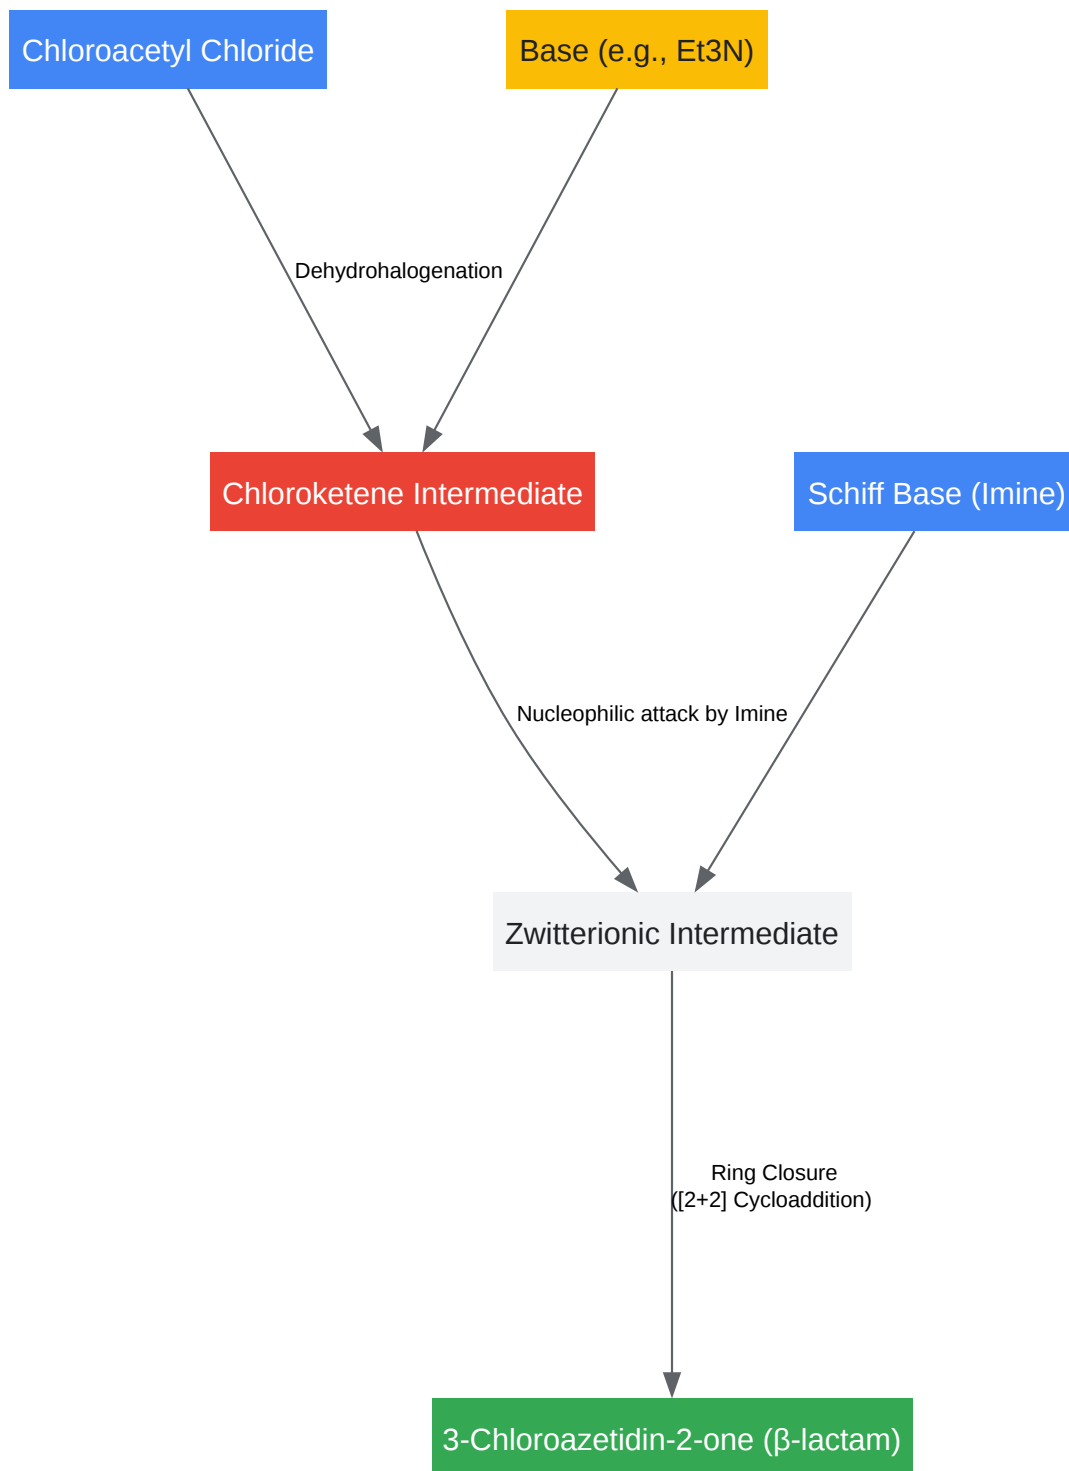 Chloroacetyl Chloride
Base (e.g., Et3N)
Dehydrohalogenation
Chloroketene Intermediate
Schiff Base (Imine)
Nucleophilic attack by Imine
Zwitterionic Intermediate
Ring Closure
([2+2] Cycloaddition)
3-Chloroazetidin-2-one (β-lactam)